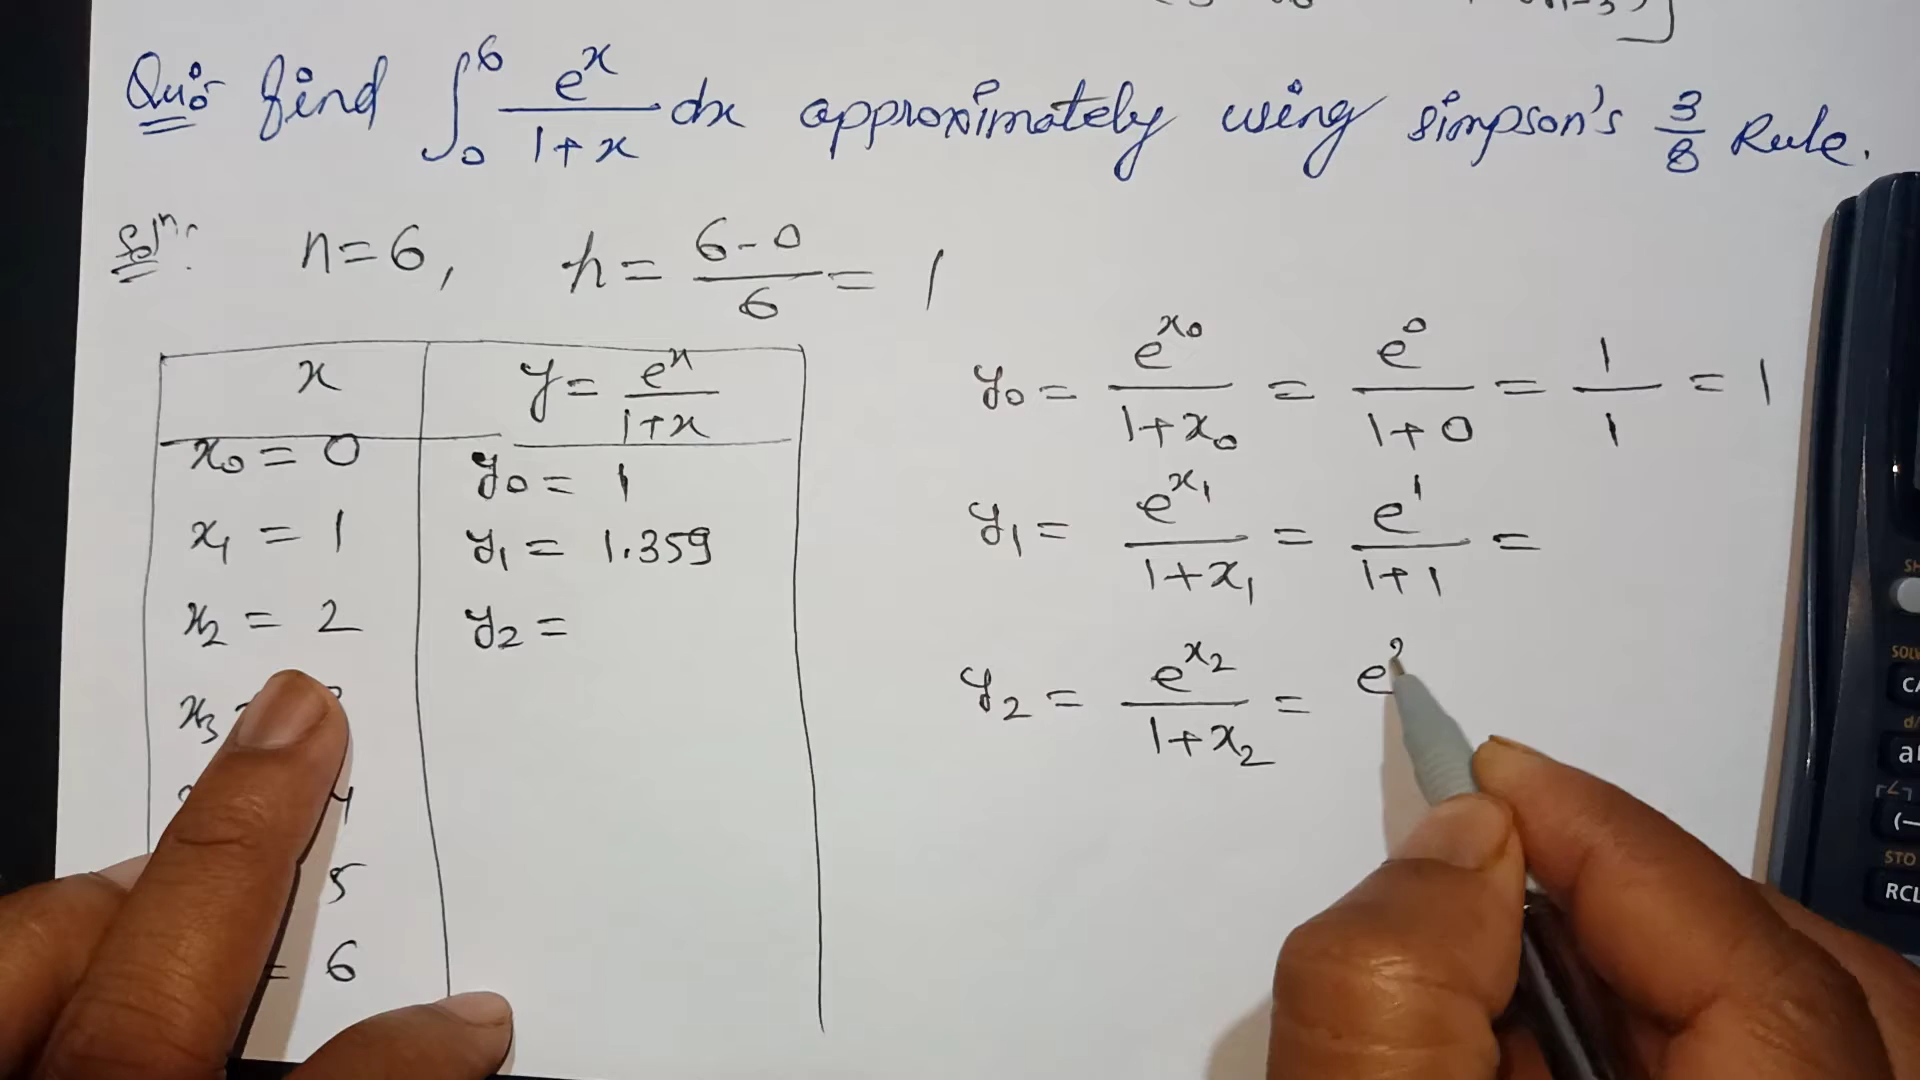 Qu:- find ∫₀⁶ eˣ/(1+x) dx approximately using simpson's 3/8 Rule.
Solⁿ: n=6, h = (6-0)/6 = 1
x | y = eˣ/(1+x)
x₀ = 0 | y₀ = 1
x₁ = 1 | y₁ = 1.359
x₂ = 2 | y₂ =
x₃
4
5
= 6
y₀ = e^x₀/(1+x₀) = e⁰/(1+0) = 1/1 = 1
y₁ = e^x₁/(1+x₁) = e¹/(1+1) =
y₂ = e^x₂/(1+x₂) = e²
RCL
STO